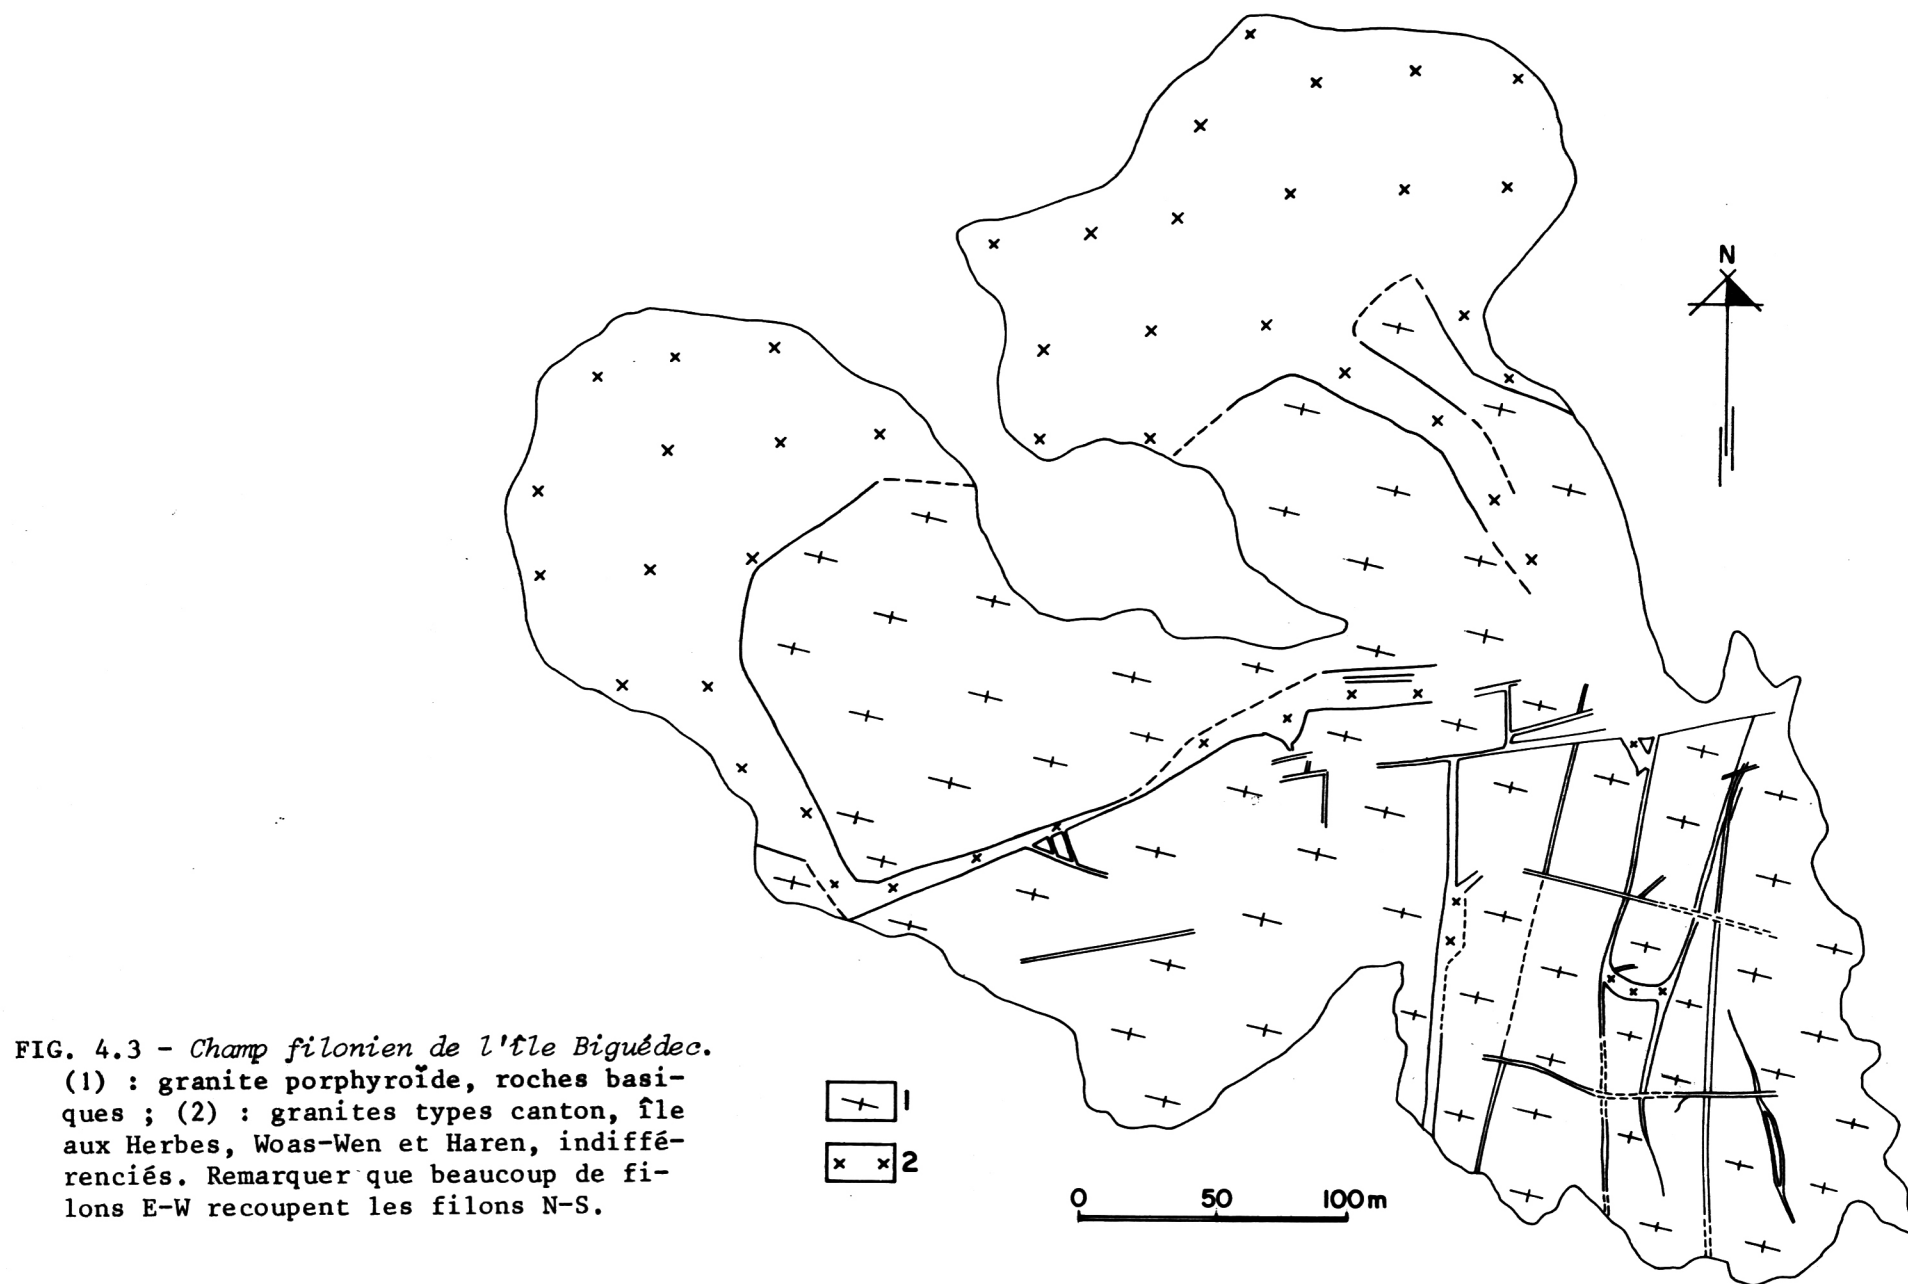 N
FIG. 4.3 - Champ filonien de l'île Biguédec.
(1) : granite porphyroïde, roches basi-
ques ; (2) : granites types canton, île
aux Herbes, Woas-Wen et Haren, indiffé-
renciés. Remarquer que beaucoup de fi-
lons E-W recoupent les filons N-S.
1
2
0 50 100m